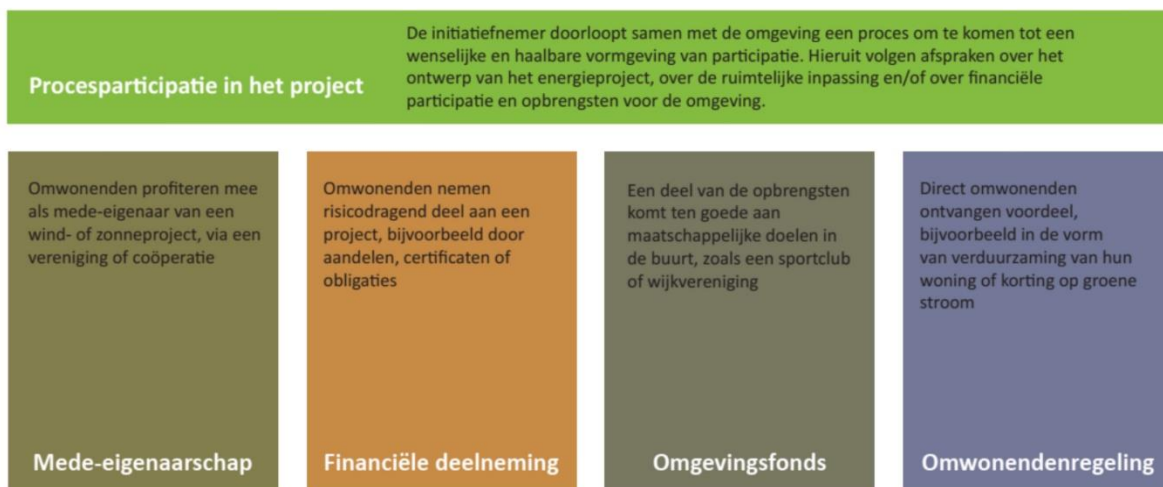 Procesparticipatie in het project
De initiatiefnemer doorloopt samen met de omgeving een proces om te komen tot een
wenselijke en haalbare vormgeving van participatie. Hieruit volgen afspraken over het
ontwerp van het energieproject, over de ruimtelijke inpassing en/of over financiële
participatie en opbrengsten voor de omgeving.
Omwonenden profiteren mee
als mede-eigenaar van een
wind- of zonneproject, via een
vereniging of coöperatie
Mede-eigenaarschap
Omwonenden nemen
risicodragend deel aan een
project, bijvoorbeeld door
aandelen, certificaten of
obligaties
Financiële deelneming
Een deel van de opbrengsten
komt ten goede aan
maatschappelijke doelen in
de buurt, zoals een sportclub
of wijkvereniging
Omgevingsfonds
Direct omwonenden
ontvangen voordeel,
bijvoorbeeld in de vorm
van verduurzaming van hun
woning of korting op groene
stroom
Omwonendenregeling